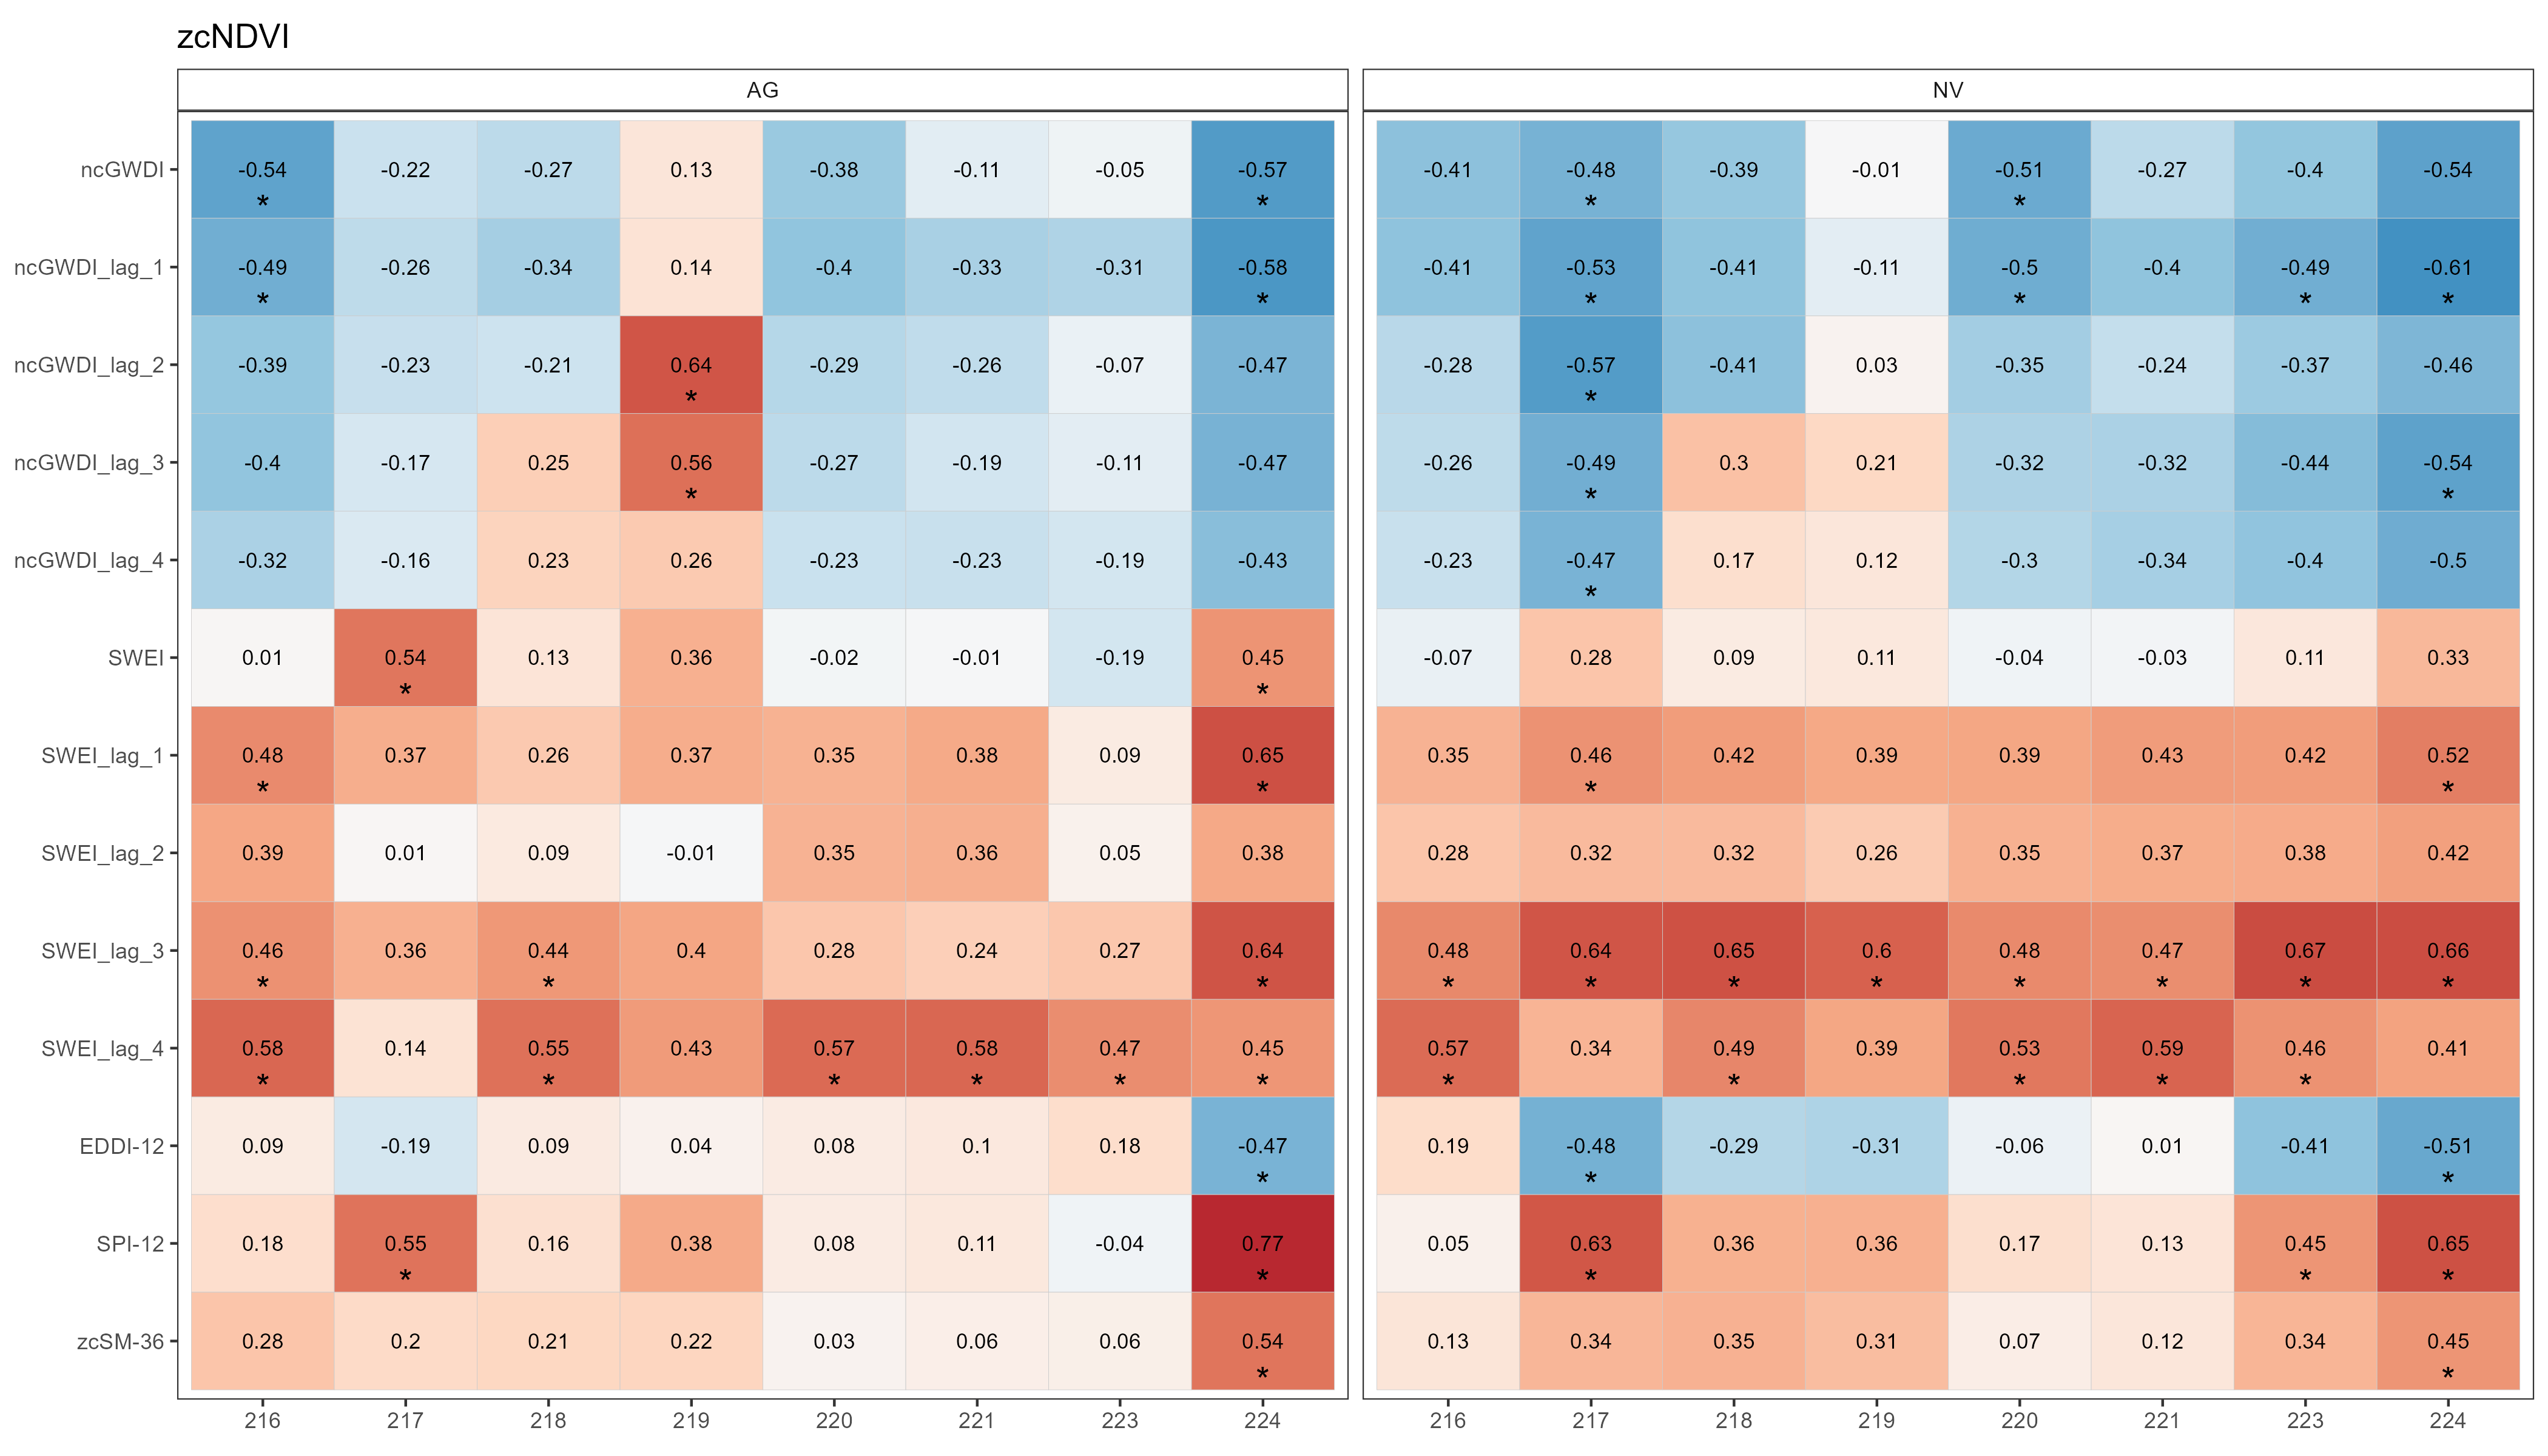 zcNDVI
AG NV
ncGWDI -0.54 -0.22 -0.27 0.13 -0.38 -0.11 -0.05 -0.57 -0.41 -0.48 -0.39 -0.01 -0.51 -0.27 -0.4 -0.54
* * * *
ncGWDI_lag_1 -0.49 -0.26 -0.34 0.14 -0.4 -0.33 -0.31 -0.58 -0.41 -0.53 -0.41 -0.11 -0.5 -0.4 -0.49 -0.61
* * * * * *
ncGWDI_lag_2 -0.39 -0.23 -0.21 0.64 -0.29 -0.26 -0.07 -0.47 -0.28 -0.57 -0.41 0.03 -0.35 -0.24 -0.37 -0.46
* *
ncGWDI_lag_3 -0.4 -0.17 0.25 0.56 -0.27 -0.19 -0.11 -0.47 -0.26 -0.49 0.3 0.21 -0.32 -0.32 -0.44 -0.54
* * *
ncGWDI_lag_4 -0.32 -0.16 0.23 0.26 -0.23 -0.23 -0.19 -0.43 -0.23 -0.47 0.17 0.12 -0.3 -0.34 -0.4 -0.5
*
SWEI 0.01 0.54 0.13 0.36 -0.02 -0.01 -0.19 0.45 -0.07 0.28 0.09 0.11 -0.04 -0.03 0.11 0.33
* *
SWEI_lag_1 0.48 0.37 0.26 0.37 0.35 0.38 0.09 0.65 0.35 0.46 0.42 0.39 0.39 0.43 0.42 0.52
* * * *
SWEI_lag_2 0.39 0.01 0.09 -0.01 0.35 0.36 0.05 0.38 0.28 0.32 0.32 0.26 0.35 0.37 0.38 0.42
SWEI_lag_3 0.46 0.36 0.44 0.4 0.28 0.24 0.27 0.64 0.48 0.64 0.65 0.6 0.48 0.47 0.67 0.66
* * * * * * * * * * *
SWEI_lag_4 0.58 0.14 0.55 0.43 0.57 0.58 0.47 0.45 0.57 0.34 0.49 0.39 0.53 0.59 0.46 0.41
* * * * * * * * * * *
EDDI-12 0.09 -0.19 0.09 0.04 0.08 0.1 0.18 -0.47 0.19 -0.48 -0.29 -0.31 -0.06 0.01 -0.41 -0.51
* * *
SPI-12 0.18 0.55 0.16 0.38 0.08 0.11 -0.04 0.77 0.05 0.63 0.36 0.36 0.17 0.13 0.45 0.65
* * * * *
zcSM-36 0.28 0.2 0.21 0.22 0.03 0.06 0.06 0.54 0.13 0.34 0.35 0.31 0.07 0.12 0.34 0.45
* *
216 217 218 219 220 221 223 224 216 217 218 219 220 221 223 224